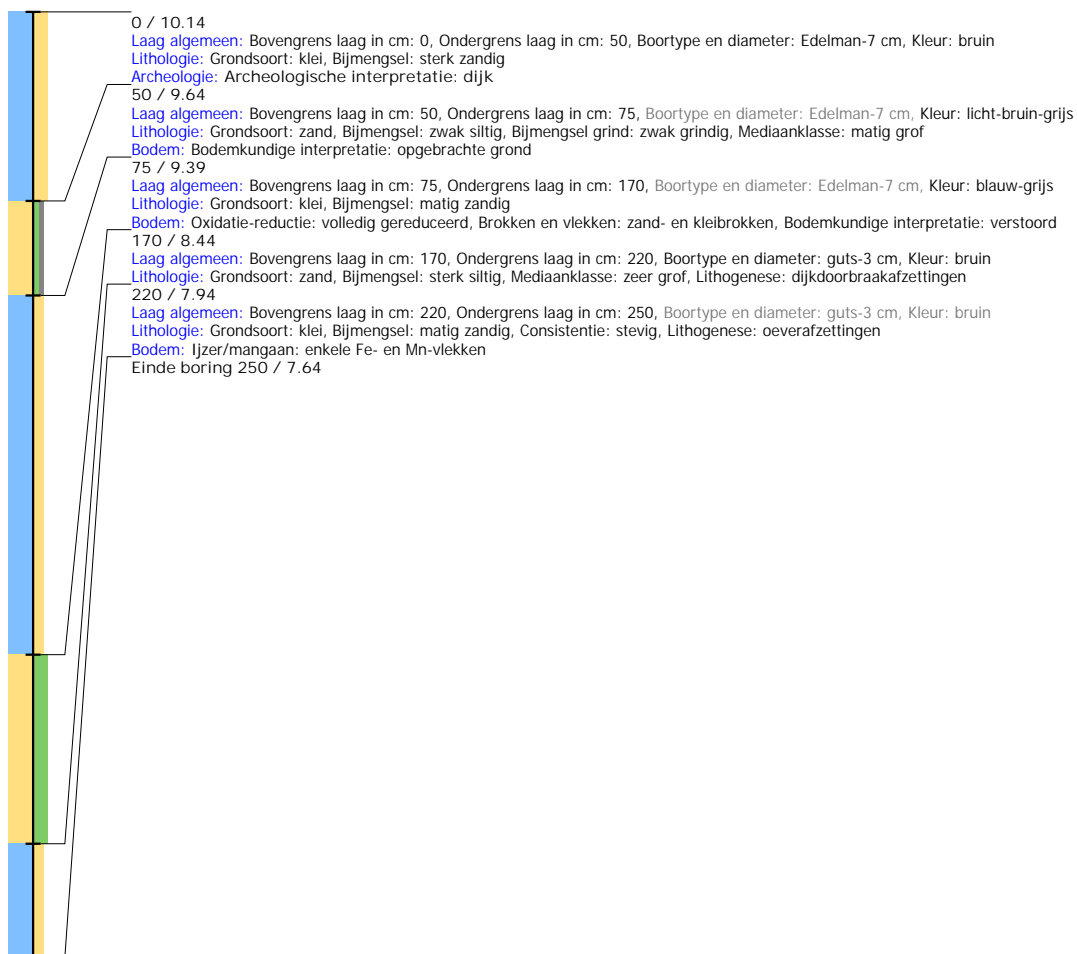 0 / 10.14
Laag algemeen: Bovengrens laag in cm: 0, Ondergrens laag in cm: 50, Boortype en diameter: Edelman-7 cm, Kleur: bruin
Lithologie: Grondsoort: klei, Bijmengsel: sterk zandig
Archeologie: Archeologische interpretatie: dijk
50 / 9.64
Laag algemeen: Bovengrens laag in cm: 50, Ondergrens laag in cm: 75, Boortype en diameter: Edelman-7 cm, Kleur: licht-bruin-grijs
Lithologie: Grondsoort: zand, Bijmengsel: zwak siltig, Bijmengsel grind: zwak grindig, Mediaanklasse: matig grof
Bodem: Bodemkundige interpretatie: opgebrachte grond
75 / 9.39
Laag algemeen: Bovengrens laag in cm: 75, Ondergrens laag in cm: 170, Boortype en diameter: Edelman-7 cm, Kleur: blauw-grijs
Lithologie: Grondsoort: klei, Bijmengsel: matig zandig
Bodem: Oxidatie-reductie: volledig gereduceerd, Brokken en vlekken: zand- en kleibrokken, Bodemkundige interpretatie: verstoord
170 / 8.44
Laag algemeen: Bovengrens laag in cm: 170, Ondergrens laag in cm: 220, Boortype en diameter: guts-3 cm, Kleur: bruin
Lithologie: Grondsoort: zand, Bijmengsel: sterk siltig, Mediaanklasse: zeer grof, Lithogenese: dijkdoorbraakafzettingen
220 / 7.94
Laag algemeen: Bovengrens laag in cm: 220, Ondergrens laag in cm: 250, Boortype en diameter: guts-3 cm, Kleur: bruin
Lithologie: Grondsoort: klei, Bijmengsel: matig zandig, Consistentie: stevig, Lithogenese: oeverafzettingen
Bodem: Ijzer/mangaan: enkele Fe- en Mn-vlekken
Einde boring 250 / 7.64